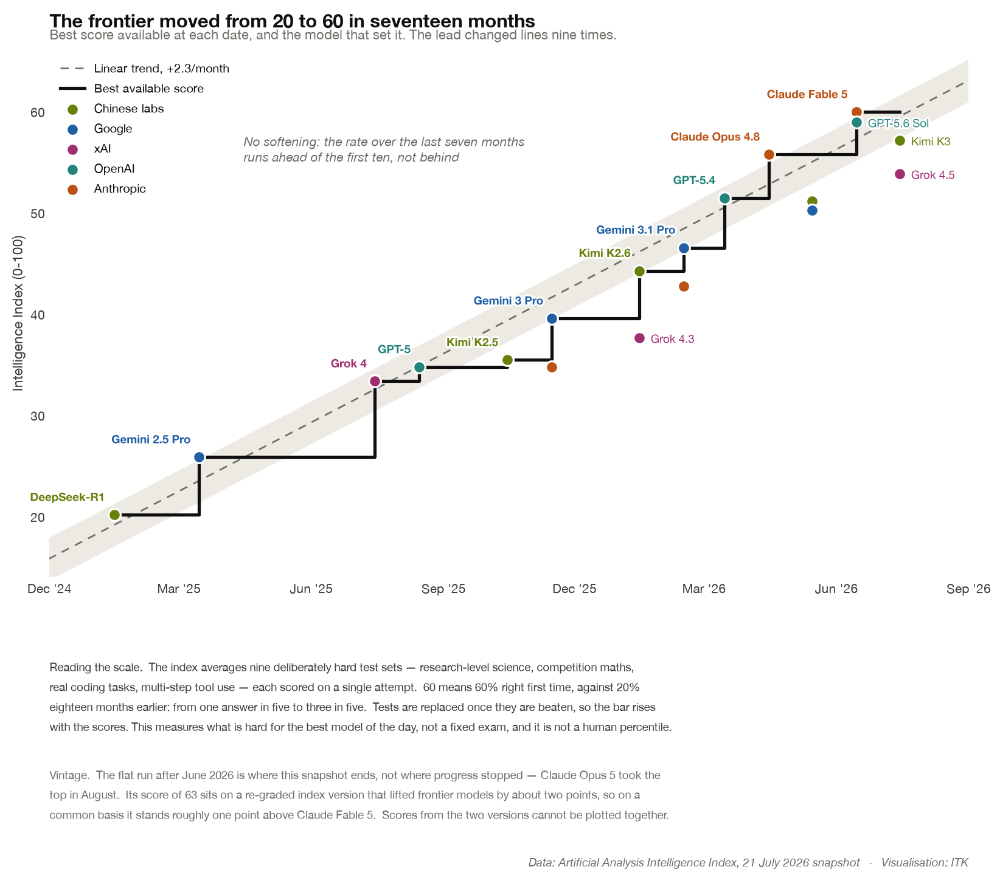 The frontier moved from 20 to 60 in seventeen months
Best score available at each date, and the model that set it. The lead changed lines nine times.
Linear trend, +2.3/month
Best available score
Chinese labs
Google
xAI
OpenAI
Anthropic
No softening: the rate over the last seven months
runs ahead of the first ten, not behind
Intelligence Index (0-100)
60
50
40
30
20
Claude Fable 5
GPT-5.6 Sol
Claude Opus 4.8
Kimi K3
Grok 4.5
GPT-5.4
Gemini 3.1 Pro
Kimi K2.6
Gemini 3 Pro
Grok 4.3
Kimi K2.5
GPT-5
Grok 4
Gemini 2.5 Pro
DeepSeek-R1
Dec '24
Mar '25
Jun '25
Sep '25
Dec '25
Mar '26
Jun '26
Sep '26
Reading the scale. The index averages nine deliberately hard test sets — research-level science, competition maths,
real coding tasks, multi-step tool use — each scored on a single attempt. 60 means 60% right first time, against 20%
eighteen months earlier: from one answer in five to three in five. Tests are replaced once they are beaten, so the bar rises
with the scores. This measures what is hard for the best model of the day, not a fixed exam, and it is not a human percentile.
Vintage. The flat run after June 2026 is where this snapshot ends, not where progress stopped — Claude Opus 5 took the
top in August. Its score of 63 sits on a re-graded index version that lifted frontier models by about two points, so on a
common basis it stands roughly one point above Claude Fable 5. Scores from the two versions cannot be plotted together.
Data: Artificial Analysis Intelligence Index, 21 July 2026 snapshot · Visualisation: ITK